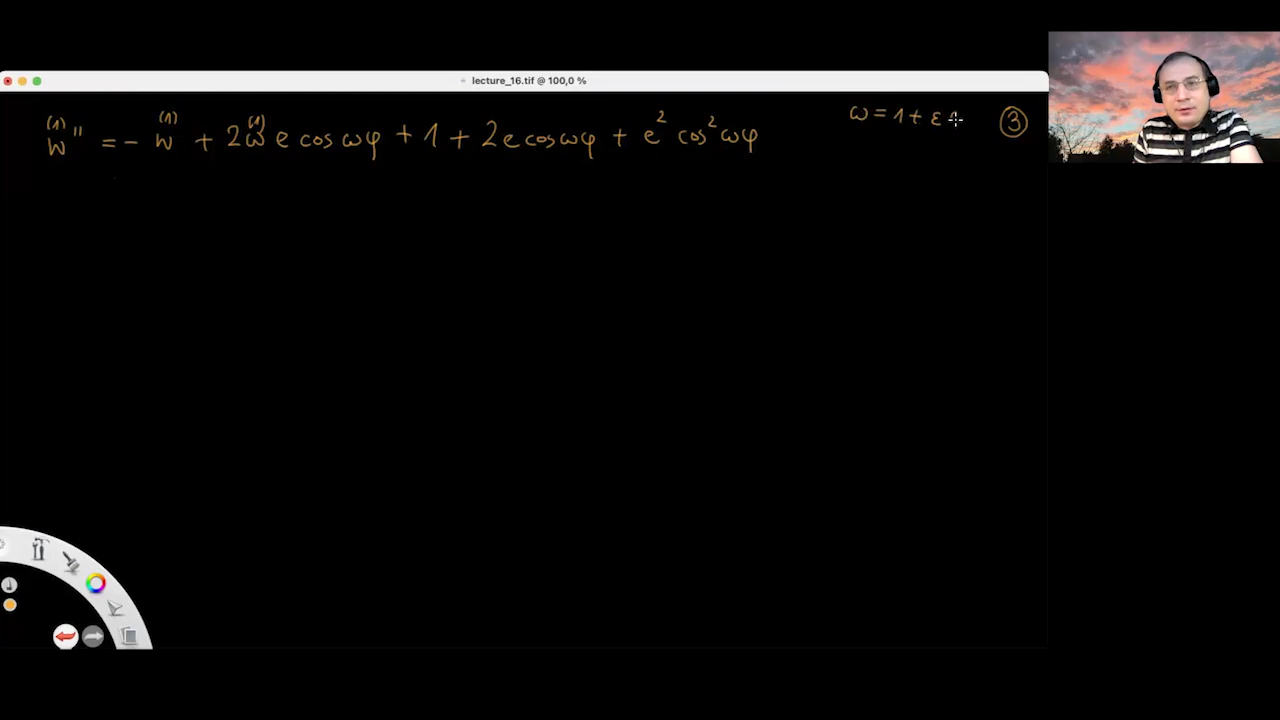 lecture_16.tif @ 100,0 %
w⁽¹⁾'' = − w⁽¹⁾ + 2ω⁽¹⁾ e cos ωφ + 1 + 2e cos ωφ + e² cos² ωφ
ω = 1 + ε
③